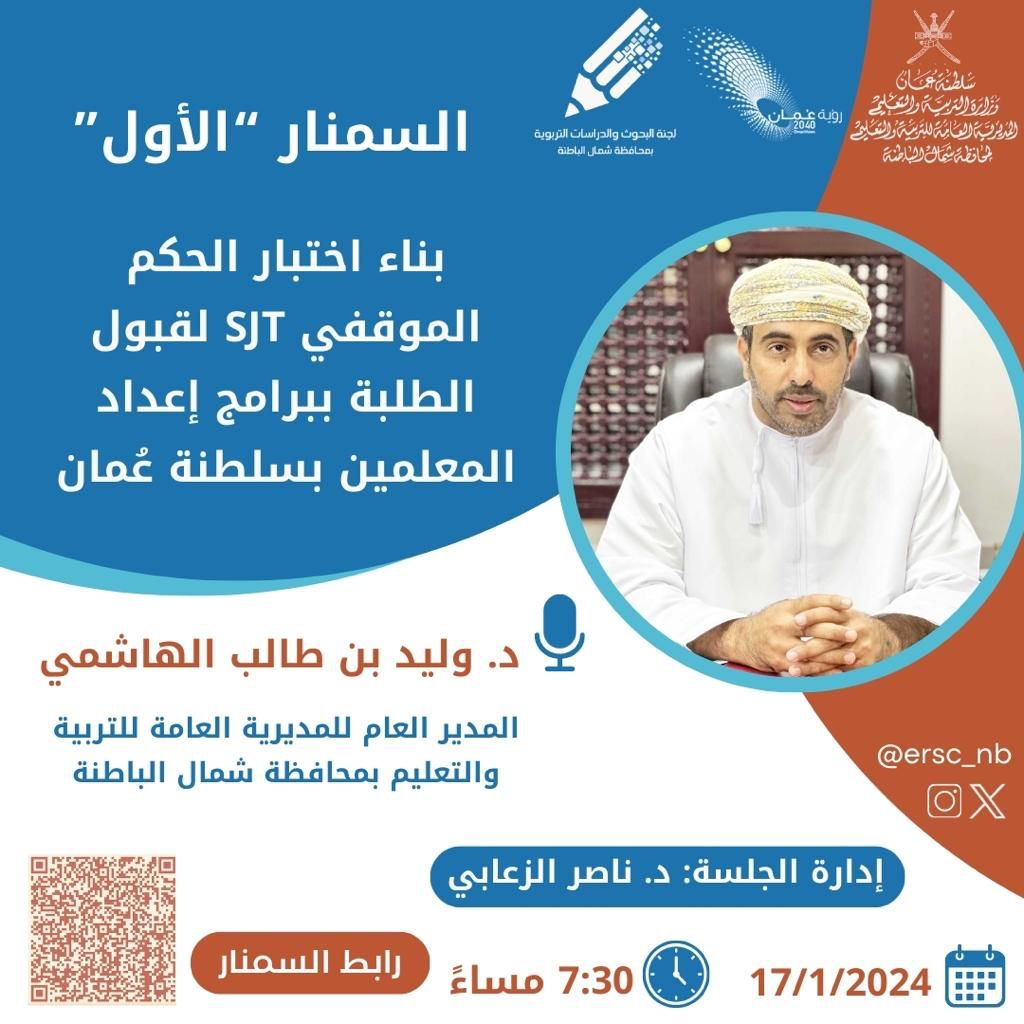 سلطنة عمان
وزارة التربية والتعليم
المديرية العامة للتربية والتعليم
لمحافظة شمال الباطنة
رؤية عمان
2040
OmanVision
لجنة البحوث والدراسات التربوية
بمحافظة شمال الباطنة
السمنار “الأول”
بناء اختبار الحكم
الموقفي SJT لقبول
الطلبة ببرامج إعداد
المعلمين بسلطنة عُمان
د. وليد بن طالب الهاشمي
المدير العام للمديرية العامة للتربية
والتعليم بمحافظة شمال الباطنة
@ersc_nb
إدارة الجلسة: د. ناصر الزعابي
رابط السمنار
7:30 مساءً
17/1/2024